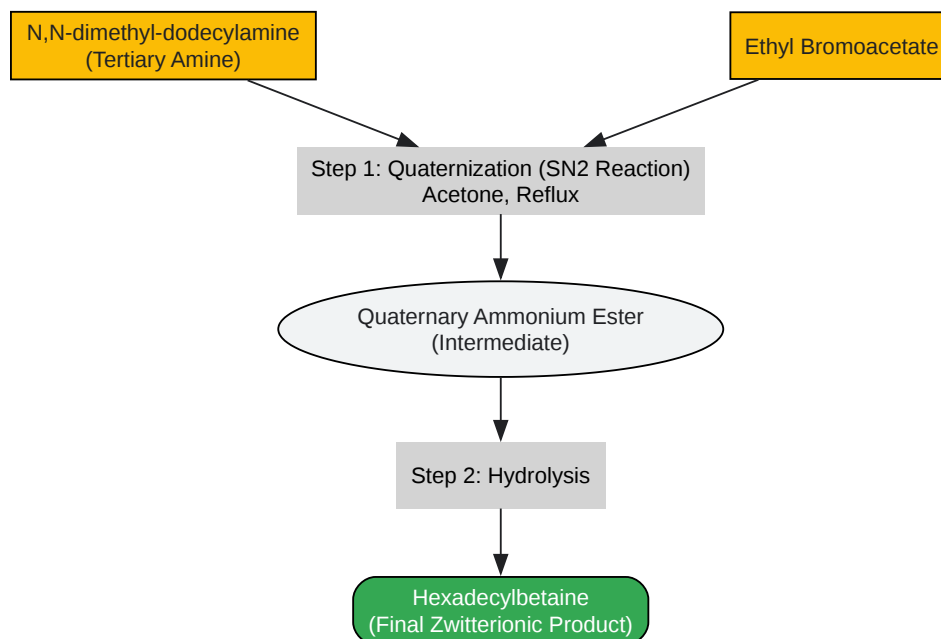 N,N-dimethyl-dodecylamine
(Tertiary Amine)
Ethyl Bromoacetate
Step 1: Quaternization (SN2 Reaction)
Acetone, Reflux
Quaternary Ammonium Ester
(Intermediate)
Step 2: Hydrolysis
Hexadecylbetaine
(Final Zwitterionic Product)